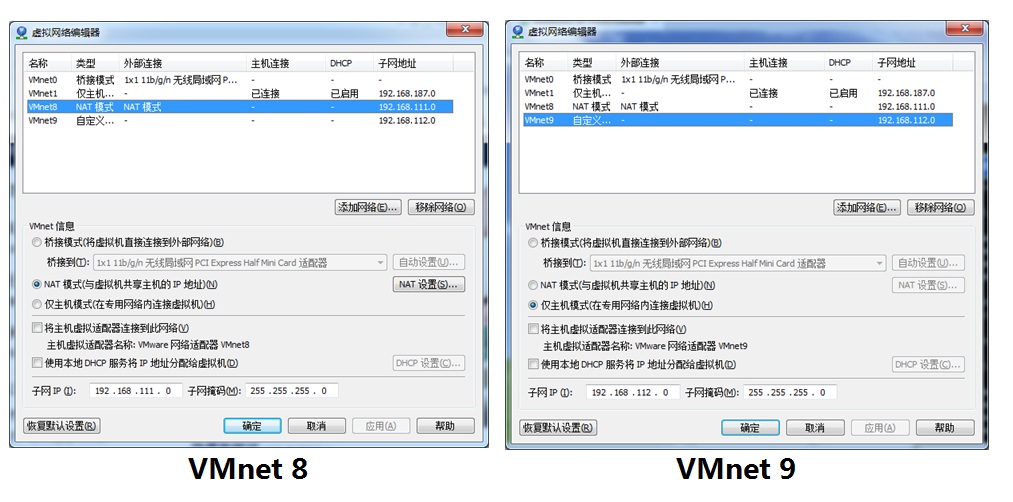 虚拟网络编辑器
名称 类型 外部连接 主机连接 DHCP 子网地址
VMnet0 桥接模式 1x1 11b/g/n 无线局域网 P... - - -
VMnet1 仅主机... - 已连接 已启用 192.168.187.0
VMnet8 NAT 模式 NAT 模式 - - 192.168.111.0
VMnet9 自定义... - - - 192.168.112.0
添加网络(E)... 移除网络(O)
VMnet 信息
桥接模式(将虚拟机直接连接到外部网络)(B)
桥接到(T): 1x1 11b/g/n 无线局域网 PCI Express Half Mini Card 适配器 自动设置(U)...
NAT 模式(与虚拟机共享主机的 IP 地址)(N) NAT 设置(S)...
仅主机模式(在专用网络内连接虚拟机)(H)
将主机虚拟适配器连接到此网络(V)
主机虚拟适配器名称: VMware 网络适配器 VMnet8
使用本地 DHCP 服务将 IP 地址分配给虚拟机(D) DHCP 设置(C)...
子网 IP (I): 192 .168 .111 . 0 子网掩码(M): 255 .255 .255 . 0
恢复默认设置(R) 确定 取消 应用(A) 帮助
VMnet 8
虚拟网络编辑器
名称 类型 外部连接 主机连接 DHCP 子网地址
VMnet0 桥接模式 1x1 11b/g/n 无线局域网 P... - - -
VMnet1 仅主机... - 已连接 已启用 192.168.187.0
VMnet8 NAT 模式 NAT 模式 - - 192.168.111.0
VMnet9 自定义... - - - 192.168.112.0
添加网络(E)... 移除网络(O)
VMnet 信息
桥接模式(将虚拟机直接连接到外部网络)(B)
桥接到(T): 1x1 11b/g/n 无线局域网 PCI Express Half Mini Card 适配器 自动设置(U)...
NAT 模式(与虚拟机共享主机的 IP 地址)(N) NAT 设置(S)...
仅主机模式(在专用网络内连接虚拟机)(H)
将主机虚拟适配器连接到此网络(V)
主机虚拟适配器名称: VMware 网络适配器 VMnet9
使用本地 DHCP 服务将 IP 地址分配给虚拟机(D) DHCP 设置(C)...
子网 IP (I): 192 .168 .112 . 0 子网掩码(M): 255 .255 .255 . 0
恢复默认设置(R) 确定 取消 应用(A) 帮助
VMnet 9